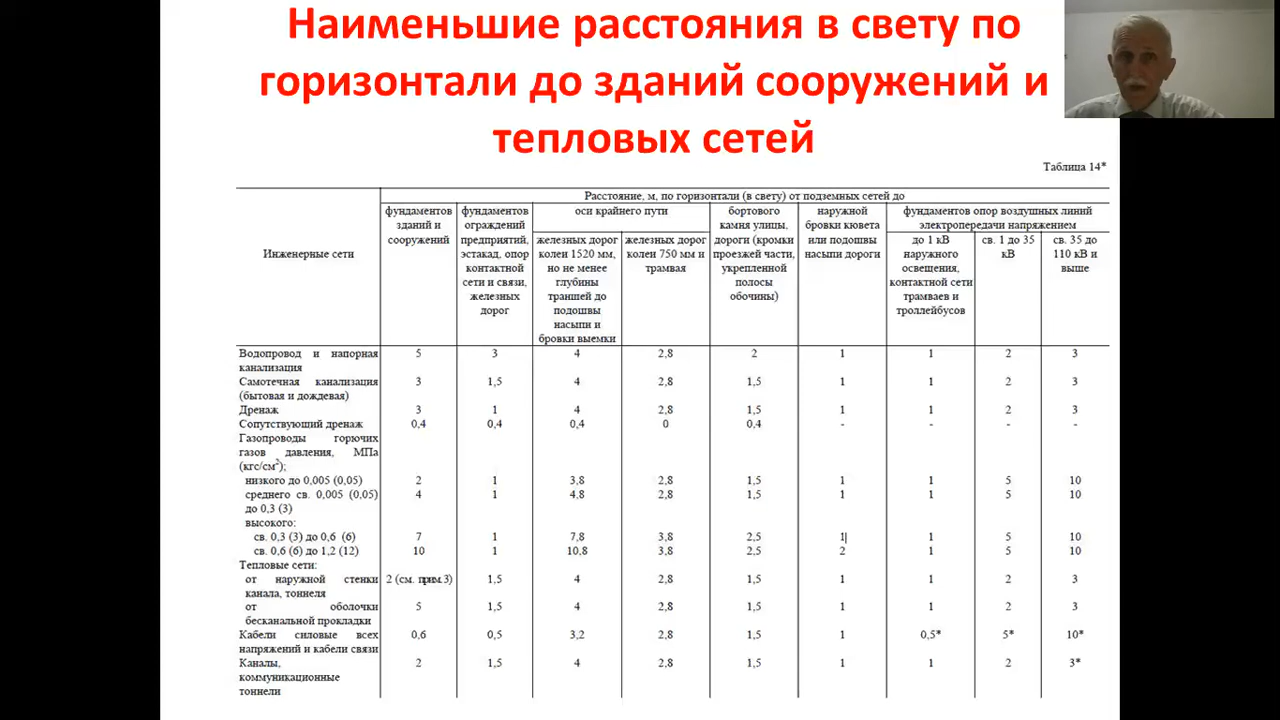 Наименьшие расстояния в свету по
горизонтали до зданий сооружений и
тепловых сетей
Таблица 14*
Инженерные сети
Расстояние, м, по горизонтали (в свету) от подземных сетей до
фундаментов
зданий и
сооружений
фундаментов
ограждений
предприятий,
эстакад, опор
контактной
сети и связи,
железных
дорог
оси крайнего пути
железных дорог
колеи 1520 мм,
но не менее
глубины
траншей до
подошвы
насыпи и
бровки выемки
железных дорог
колеи 750 мм и
трамвая
бортового
камня улицы,
дороги (кромки
проезжей части,
укрепленной
полосы
обочины)
наружной
бровки кювета
или подошвы
насыпи дороги
фундаментов опор воздушных линий
электропередачи напряжением
до 1 кВ
наружного
освещения,
контактной сети
трамваев и
троллейбусов
св. 1 до 35
кВ
св. 35 до
110 кВ и
выше
Водопровод и напорная 5 3 4 2,8 2 1 1 2 3
канализация
Самотечная канализация 3 1,5 4 2,8 1,5 1 1 2 3
(бытовая и дождевая)
Дренаж 3 1 4 2,8 1,5 1 1 2 3
Сопутствующий дренаж 0,4 0,4 0,4 0 0,4 - - - -
Газопроводы горючих
газов давления, МПа
(кгс/см²);
низкого до 0,005 (0,05) 2 1 3,8 2,8 1,5 1 1 5 10
среднего св. 0,005 (0,05) 4 1 4,8 2,8 1,5 1 1 5 10
до 0,3 (3)
высокого:
св. 0,3 (3) до 0,6 (6) 7 1 7,8 3,8 2,5 1 1 5 10
св. 0,6 (6) до 1,2 (12) 10 1 10,8 3,8 2,5 2 1 5 10
Тепловые сети:
от наружной стенки 2 (см. прим.3) 1,5 4 2,8 1,5 1 1 2 3
канала, тоннеля
от оболочки 5 1,5 4 2,8 1,5 1 1 2 3
бесканальной прокладки
Кабели силовые всех 0,6 0,5 3,2 2,8 1,5 1 0,5* 5* 10*
напряжений и кабели связи
Каналы, 2 1,5 4 2,8 1,5 1 1 2 3*
коммуникационные
тоннели